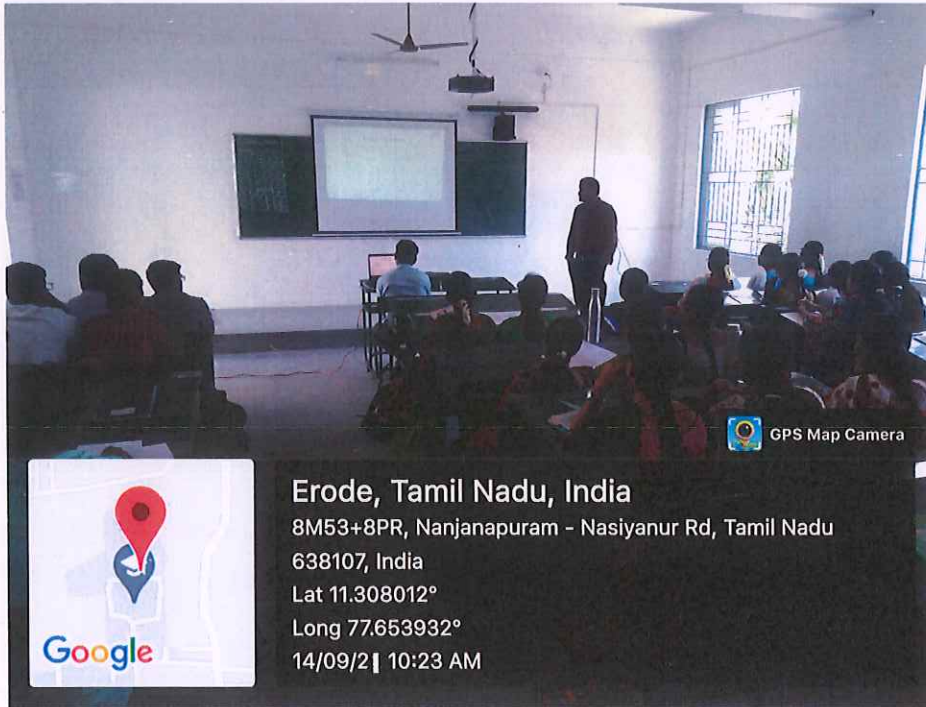 GPS Map Camera
Erode, Tamil Nadu, India
8M53+8PR, Nanjanapuram - Nasiyanur Rd, Tamil Nadu
638107, India
Lat 11.308012°
Long 77.653932°
10:23 AM
Google